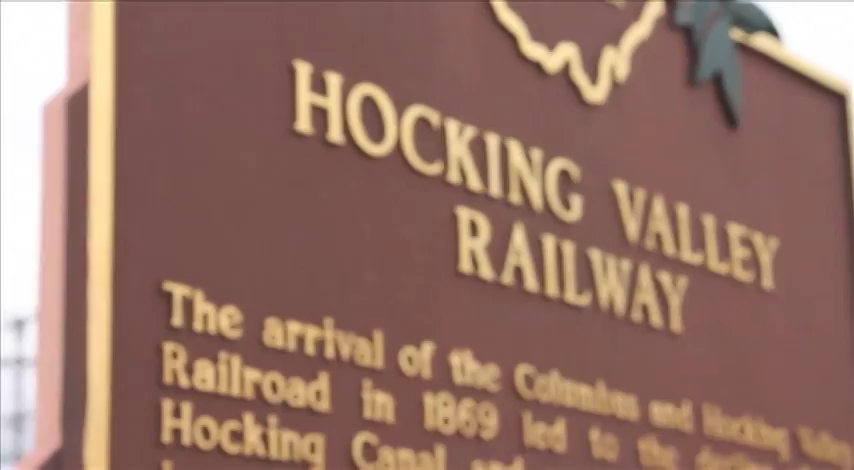 HOCKING VALLEY
RAILWAY
The arrival of the Columbus and Hocking Valley
Railroad in 1869 led to the
Hocking Canal and